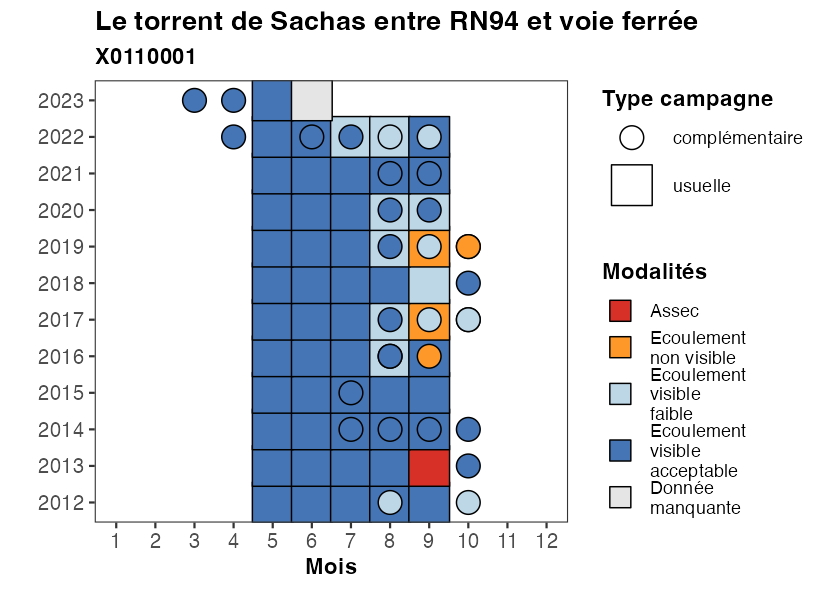 Le torrent de Sachas entre RN94 et voie ferrée
X0110001
2023
2022
2021
2020
2019
2018
2017
2016
2015
2014
2013
2012
1 2 3 4 5 6 7 8 9 10 11 12
Mois
Type campagne
complémentaire
usuelle
Modalités
Assec
Ecoulement
non visible
Ecoulement
visible
faible
Ecoulement
visible
acceptable
Donnée
manquante